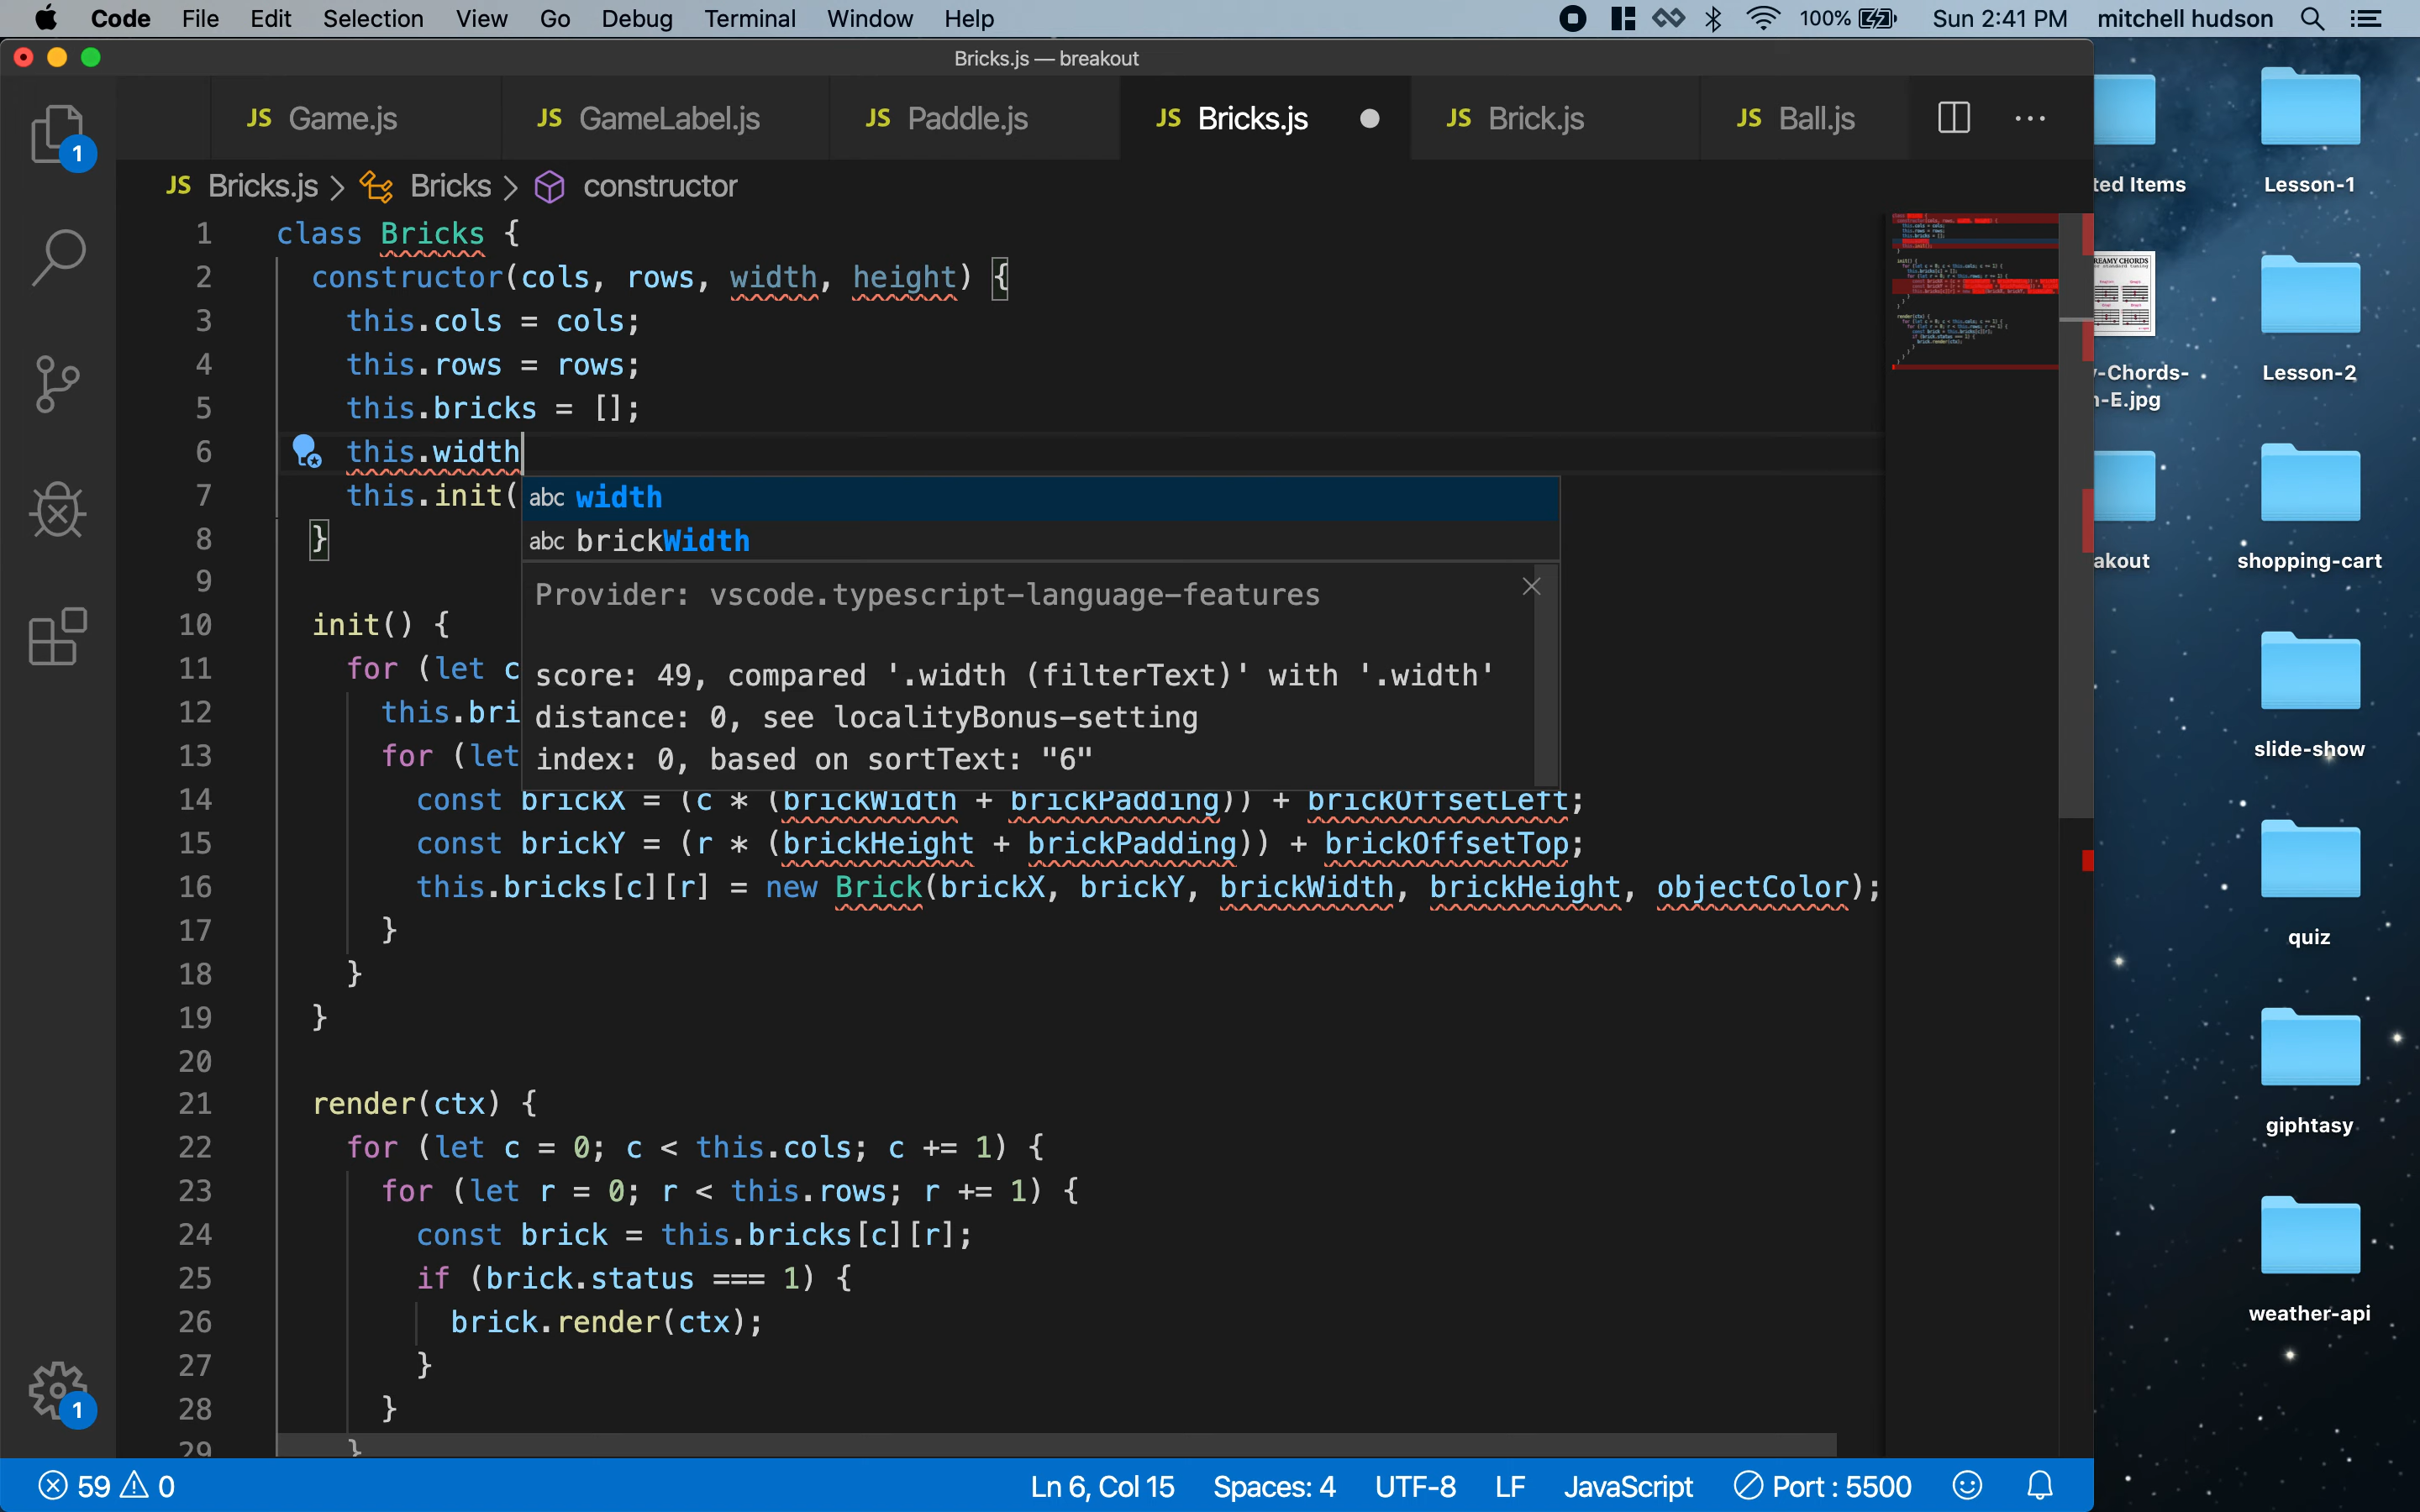 Code File Edit Selection View Go Debug Terminal Window Help 100% Sun 2:41 PM mitchell hudson
Bricks.js — breakout
JS Game.js JS GameLabel.js JS Paddle.js JS Bricks.js JS Brick.js JS Ball.js ...
1
JS Bricks.js > Bricks > constructor
1 class Bricks {
2 constructor(cols, rows, width, height) {
3 this.cols = cols;
4 this.rows = rows;
5 this.bricks = [];
6 this.width
7 this.init(
8 }
9
10 init() {
11 for (let c
12 this.bri
13 for (let
14 const brickX = (c * (brickWidth + brickPadding)) + brickOffsetLeft;
15 const brickY = (r * (brickHeight + brickPadding)) + brickOffsetTop;
16 this.bricks[c][r] = new Brick(brickX, brickY, brickWidth, brickHeight, objectColor);
17 }
18 }
19 }
20
21 render(ctx) {
22 for (let c = 0; c < this.cols; c += 1) {
23 for (let r = 0; r < this.rows; r += 1) {
24 const brick = this.bricks[c][r];
25 if (brick.status === 1) {
26 brick.render(ctx);
27 }
28 }
29 }
abc width
abc brickWidth
Provider: vscode.typescript-language-features
score: 49, compared '.width (filterText)' with '.width'
distance: 0, see localityBonus-setting
index: 0, based on sortText: "6"
1
59 0 Ln 6, Col 15 Spaces: 4 UTF-8 LF JavaScript Port : 5500
ted Items
Lesson-1
REAMY CHORDS
-Chords-
-E.jpg
Lesson-2
akout
shopping-cart
slide-show
quiz
giphtasy
weather-api